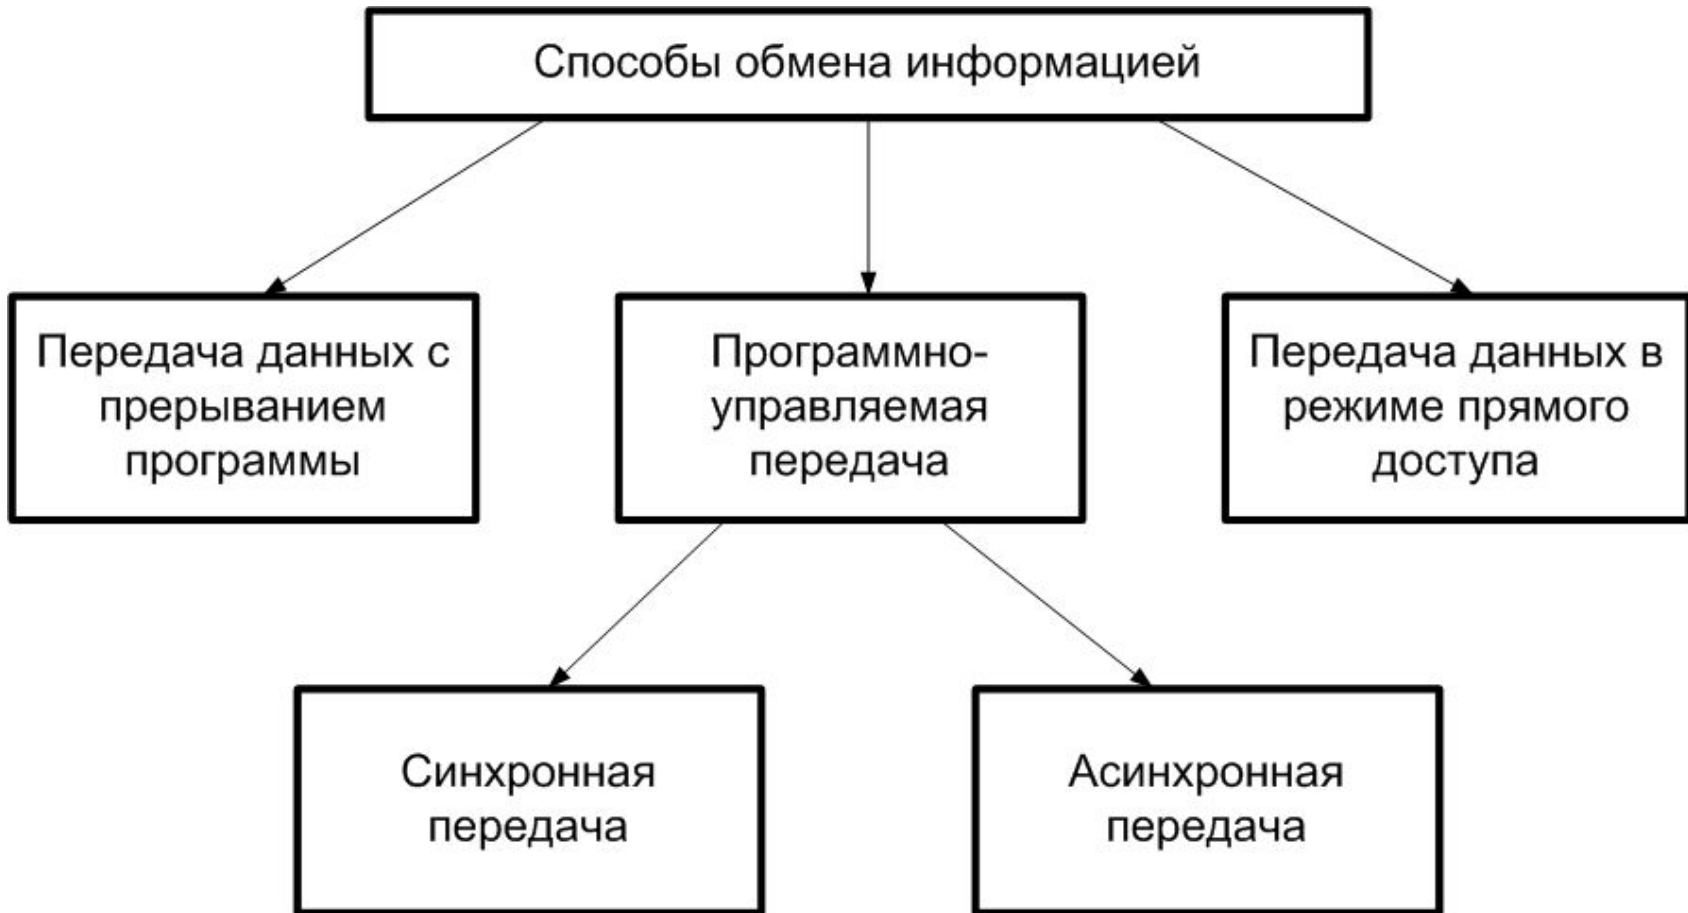 Способы обмена информацией
Передача данных с
прерыванием
программы
Программно-
управляемая
передача
Передача данных в
режиме прямого
доступа
Синхронная
передача
Асинхронная
передача